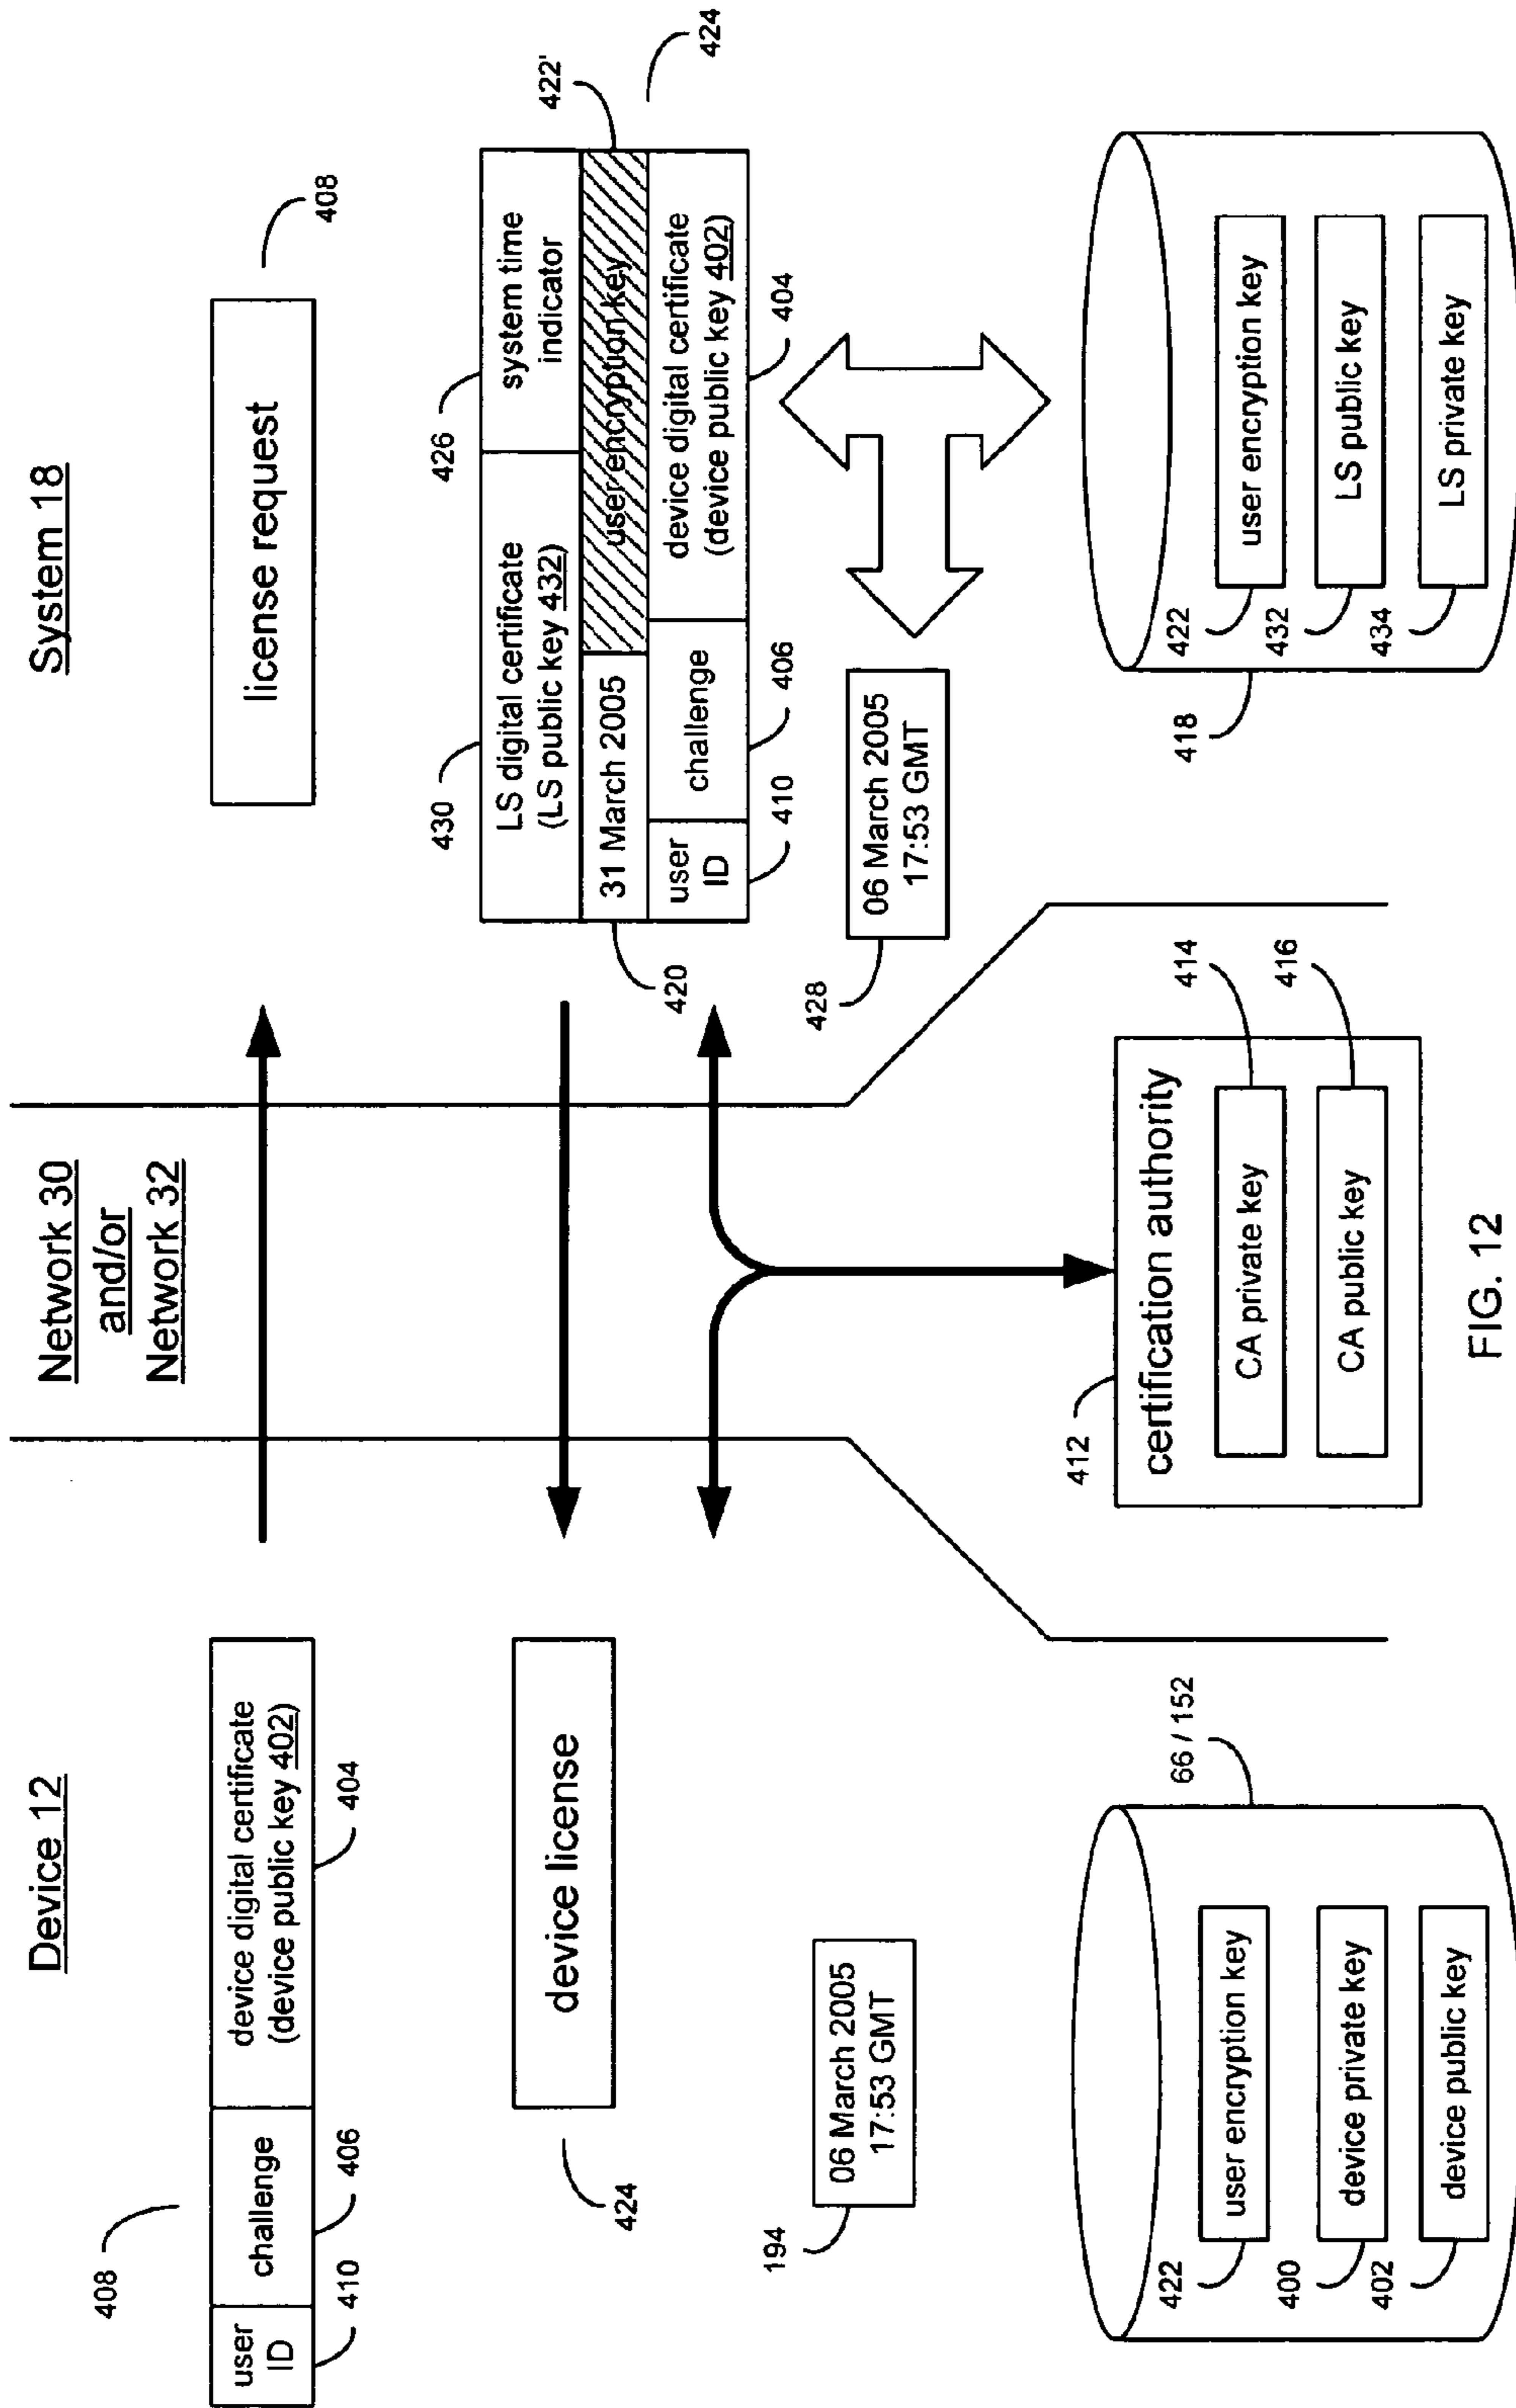 Device 12
408
user
ID
challenge
device digital certificate
(device public key 402)
410
406
404
device license
424
194
06 March 2005
17:53 GMT
66 / 152
422
user encryption key
400
device private key
402
device public key
Network 30
and/or
Network 32
412
certification authority
CA private key
414
CA public key
416
System 18
license request
408
430
426
LS digital certificate
(LS public key 432)
system time
indicator
422'
31 March 2005
user encryption key
424
user
ID
challenge
device digital certificate
(device public key 402)
420
410
406
404
428
06 March 2005
17:53 GMT
418
422
user encryption key
432
LS public key
434
LS private key
FIG. 12